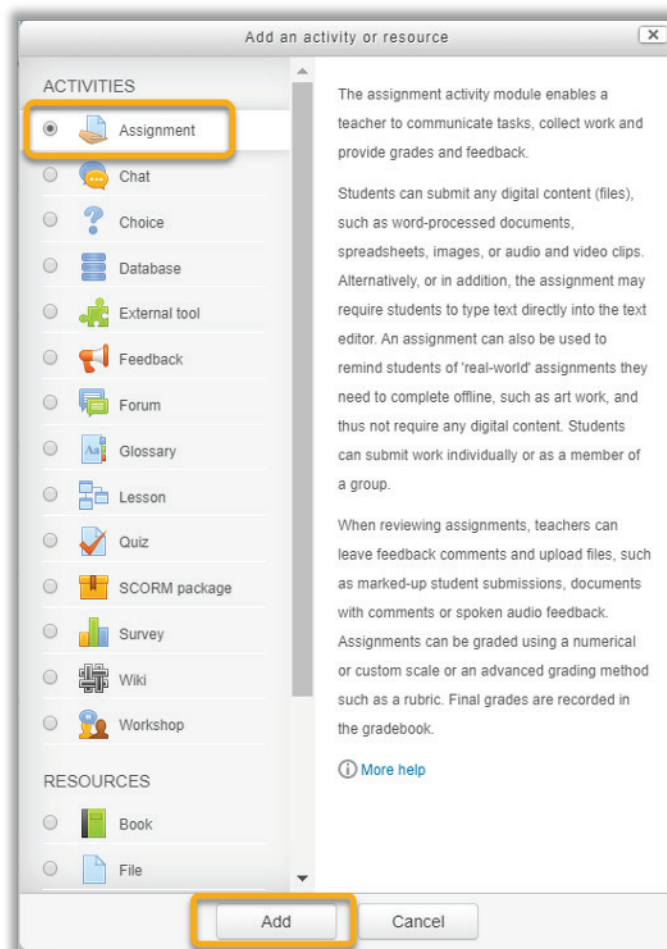 Add an activity or resource
ACTIVITIES
Assignment
Chat
Choice
Database
External tool
Feedback
Forum
Glossary
Lesson
Quiz
SCORM package
Survey
Wiki
Workshop
RESOURCES
Book
File
The assignment activity module enables a
teacher to communicate tasks, collect work and
provide grades and feedback.
Students can submit any digital content (files),
such as word-processed documents,
spreadsheets, images, or audio and video clips.
Alternatively, or in addition, the assignment may
require students to type text directly into the text
editor. An assignment can also be used to
remind students of 'real-world' assignments they
need to complete offline, such as art work, and
thus not require any digital content. Students
can submit work individually or as a member of
a group.
When reviewing assignments, teachers can
leave feedback comments and upload files, such
as marked-up student submissions, documents
with comments or spoken audio feedback.
Assignments can be graded using a numerical
or custom scale or an advanced grading method
such as a rubric. Final grades are recorded in
the gradebook.
More help
Add
Cancel